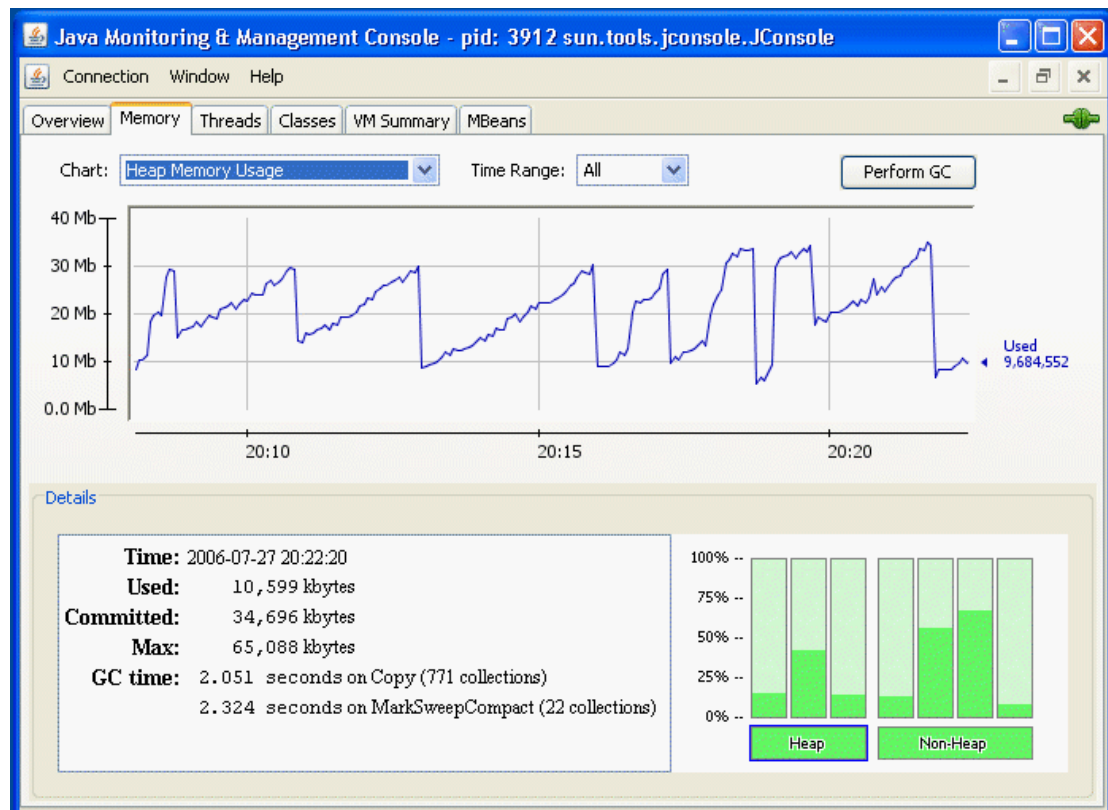 Java Monitoring & Management Console - pid: 3912 sun.tools.jconsole.JConsole
Connection Window Help
Overview Memory Threads Classes VM Summary MBeans
Chart: Heap Memory Usage Time Range: All Perform GC
40 Mb
30 Mb
20 Mb
10 Mb
0.0 Mb
Used
9,684,552
20:10 20:15 20:20
Details
Time: 2006-07-27 20:22:20
Used: 10,599 kbytes
Committed: 34,696 kbytes
Max: 65,088 kbytes
GC time: 2.051 seconds on Copy (771 collections)
2.324 seconds on MarkSweepCompact (22 collections)
100% --
75% --
50% --
25% --
0% --
Heap Non-Heap